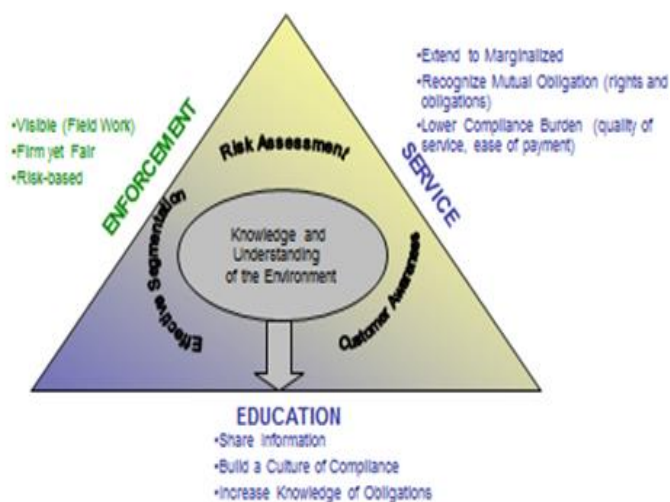 •Extend to Marginalized
•Recognize Mutual Obligation (rights and
obligations)
•Lower Compliance Burden (quality of
service, ease of payment)
•Visible (Field Work)
•Firm yet Fair
•Risk-based
ENFORCEMENT
SERVICE
Risk Assessment
Effective Segmentation
Customer Awareness
Knowledge and
Understanding
of the Environment
EDUCATION
•Share Information
•Build a Culture of Compliance
•Increase Knowledge of Obligations